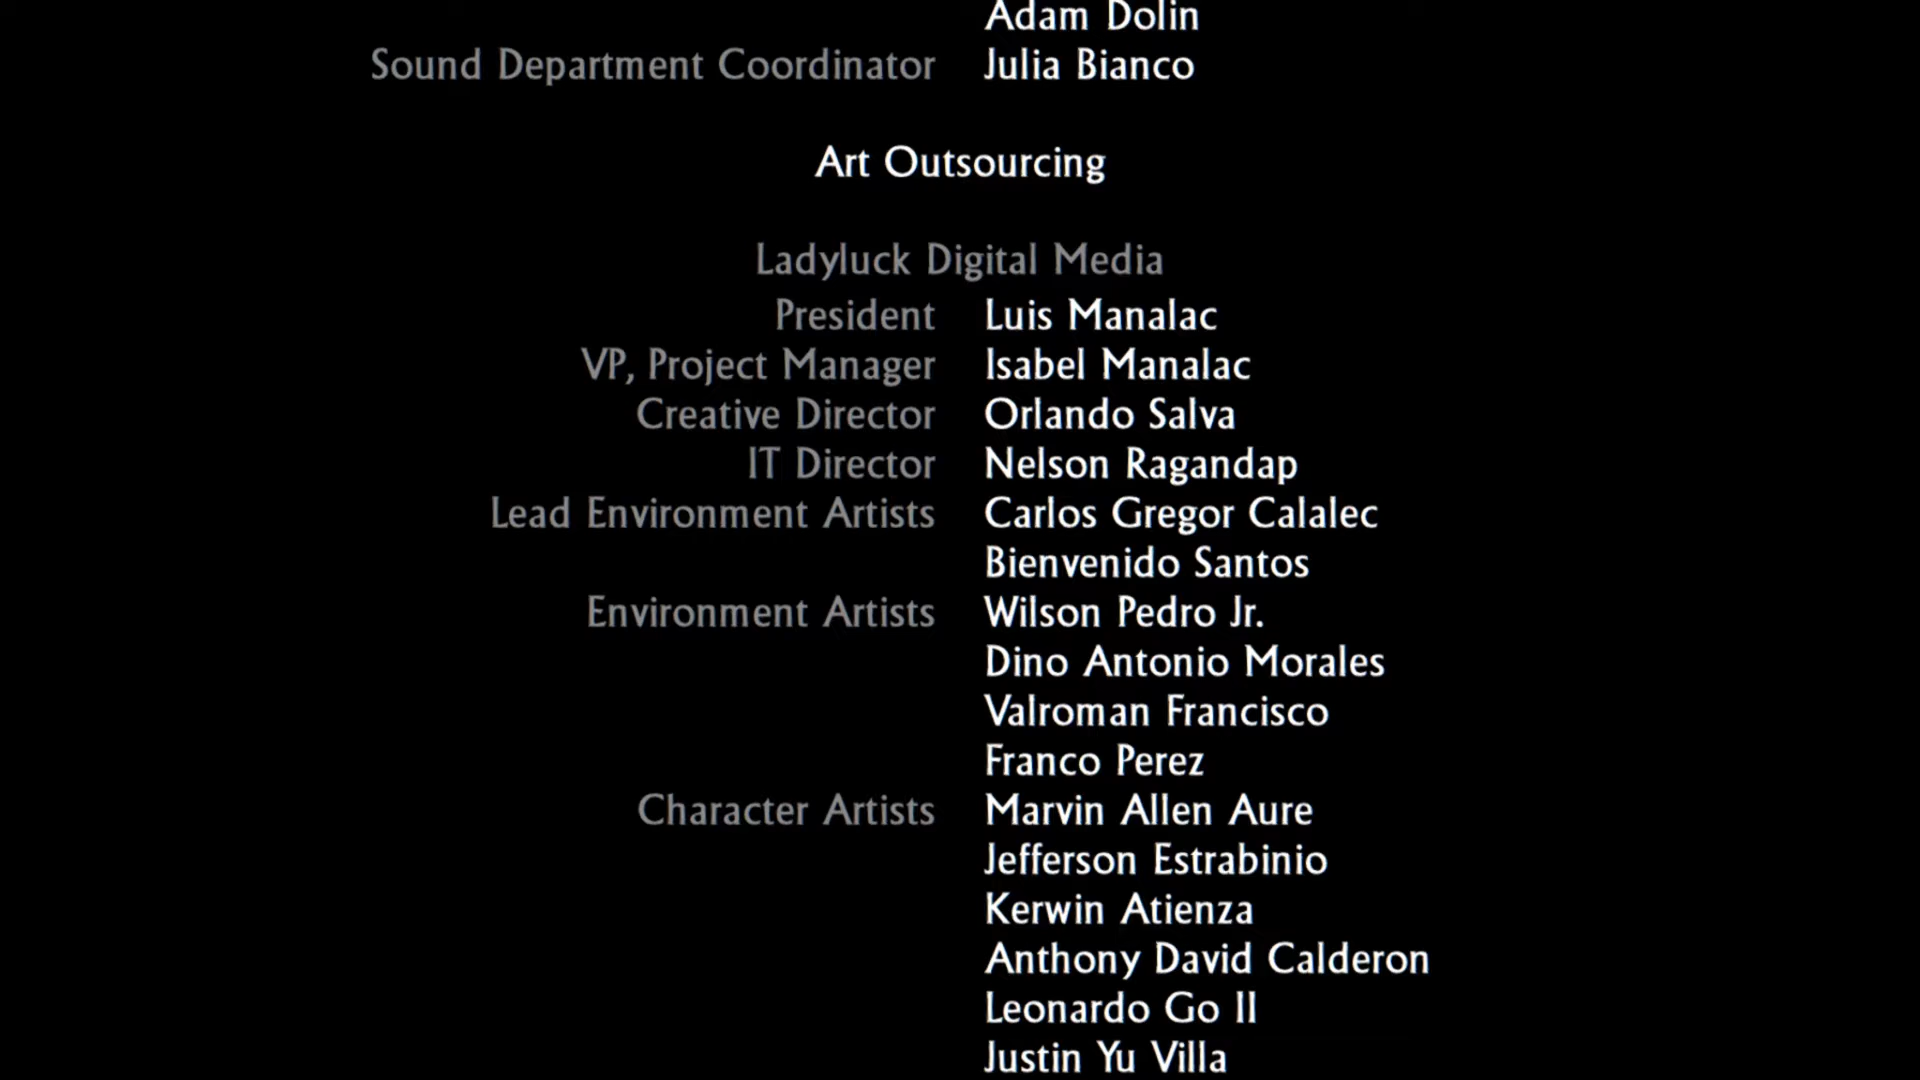 Adam Dolin
Sound Department Coordinator Julia Bianco
Art Outsourcing
Ladyluck Digital Media
President Luis Manalac
VP, Project Manager Isabel Manalac
Creative Director Orlando Salva
IT Director Nelson Ragandap
Lead Environment Artists Carlos Gregor Calalec
Bienvenido Santos
Environment Artists Wilson Pedro Jr.
Dino Antonio Morales
Valroman Francisco
Franco Perez
Character Artists Marvin Allen Aure
Jefferson Estrabinio
Kerwin Atienza
Anthony David Calderon
Leonardo Go II
Justin Yu Villa